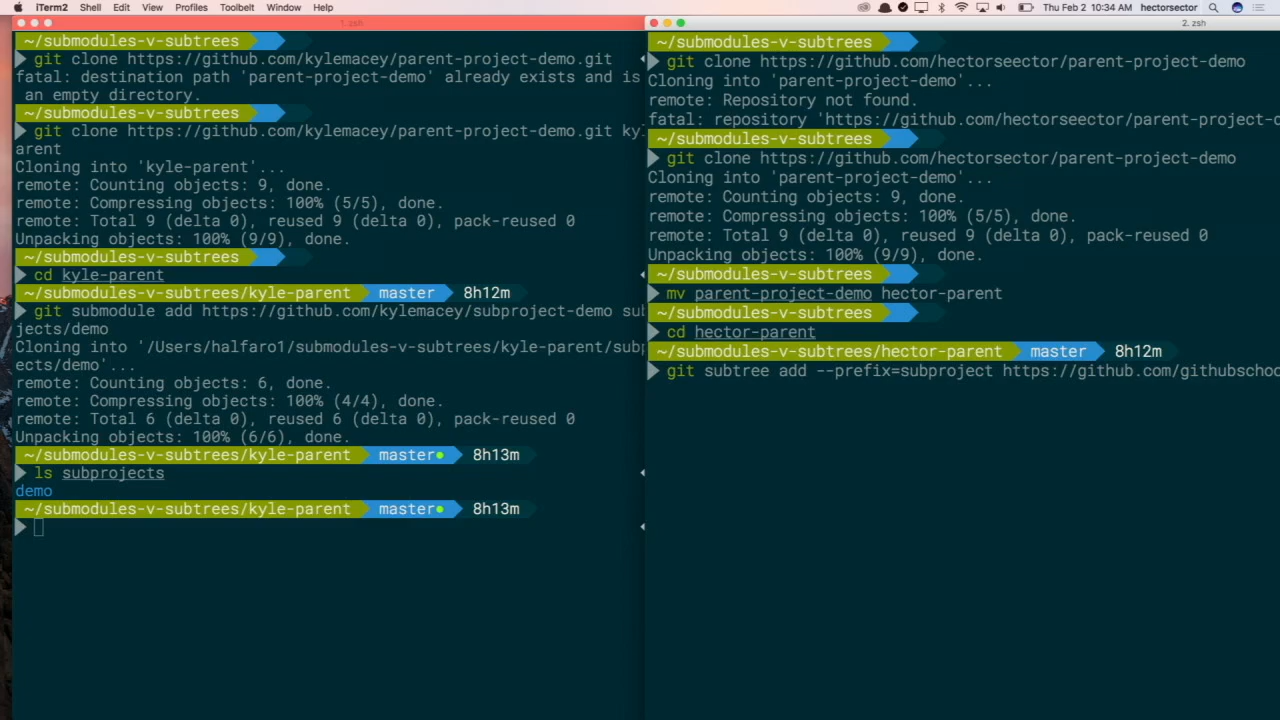 iTerm2 Shell Edit View Profiles Toolbelt Window Help Thu Feb 2 10:34 AM hectorsector
1. zsh
~/submodules-v-subtrees
git clone https://github.com/kylemacey/parent-project-demo.git
fatal: destination path 'parent-project-demo' already exists and is
an empty directory.
~/submodules-v-subtrees
git clone https://github.com/kylemacey/parent-project-demo.git kyl
arent
Cloning into 'kyle-parent'...
remote: Counting objects: 9, done.
remote: Compressing objects: 100% (5/5), done.
remote: Total 9 (delta 0), reused 9 (delta 0), pack-reused 0
Unpacking objects: 100% (9/9), done.
~/submodules-v-subtrees
cd kyle-parent
~/submodules-v-subtrees/kyle-parent master 8h12m
git submodule add https://github.com/kylemacey/subproject-demo sub
jects/demo
Cloning into '/Users/halfaro1/submodules-v-subtrees/kyle-parent/subp
ects/demo'...
remote: Counting objects: 6, done.
remote: Compressing objects: 100% (4/4), done.
remote: Total 6 (delta 0), reused 6 (delta 0), pack-reused 0
Unpacking objects: 100% (6/6), done.
~/submodules-v-subtrees/kyle-parent master 8h13m
ls subprojects
demo
~/submodules-v-subtrees/kyle-parent master 8h13m
2. zsh
~/submodules-v-subtrees
git clone https://github.com/hectorseector/parent-project-demo
Cloning into 'parent-project-demo'...
remote: Repository not found.
fatal: repository 'https://github.com/hectorseector/parent-project-d
~/submodules-v-subtrees
git clone https://github.com/hectorsector/parent-project-demo
Cloning into 'parent-project-demo'...
remote: Counting objects: 9, done.
remote: Compressing objects: 100% (5/5), done.
remote: Total 9 (delta 0), reused 9 (delta 0), pack-reused 0
Unpacking objects: 100% (9/9), done.
~/submodules-v-subtrees
mv parent-project-demo hector-parent
~/submodules-v-subtrees
cd hector-parent
~/submodules-v-subtrees/hector-parent master 8h12m
git subtree add --prefix=subproject https://github.com/githubschoo